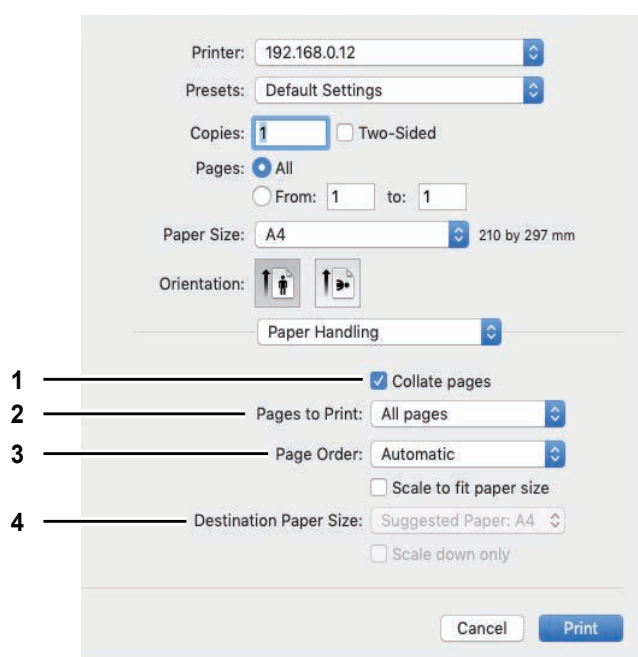 Printer: 192.168.0.12
Presets: Default Settings
Copies: 1 Two-Sided
Pages: All
From: 1 to: 1
Paper Size: A4 210 by 297 mm
Orientation:
Paper Handling
1 Collate pages
2 Pages to Print: All pages
3 Page Order: Automatic
Scale to fit paper size
4 Destination Paper Size: Suggested Paper: A4
Scale down only
Cancel Print